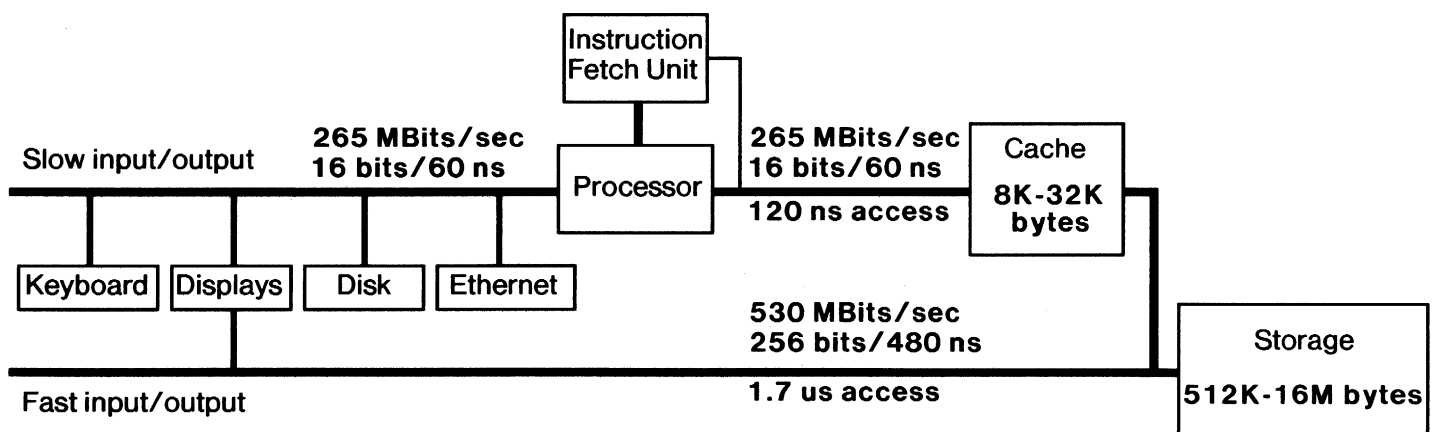 Instruction
Fetch Unit
Slow input/output
265 MBits/sec
16 bits/60 ns
Processor
265 MBits/sec
16 bits/60 ns
120 ns access
Cache
8K-32K
bytes
Keyboard
Displays
Disk
Ethernet
530 MBits/sec
256 bits/480 ns
1.7 us access
Storage
512K-16M bytes
Fast input/output